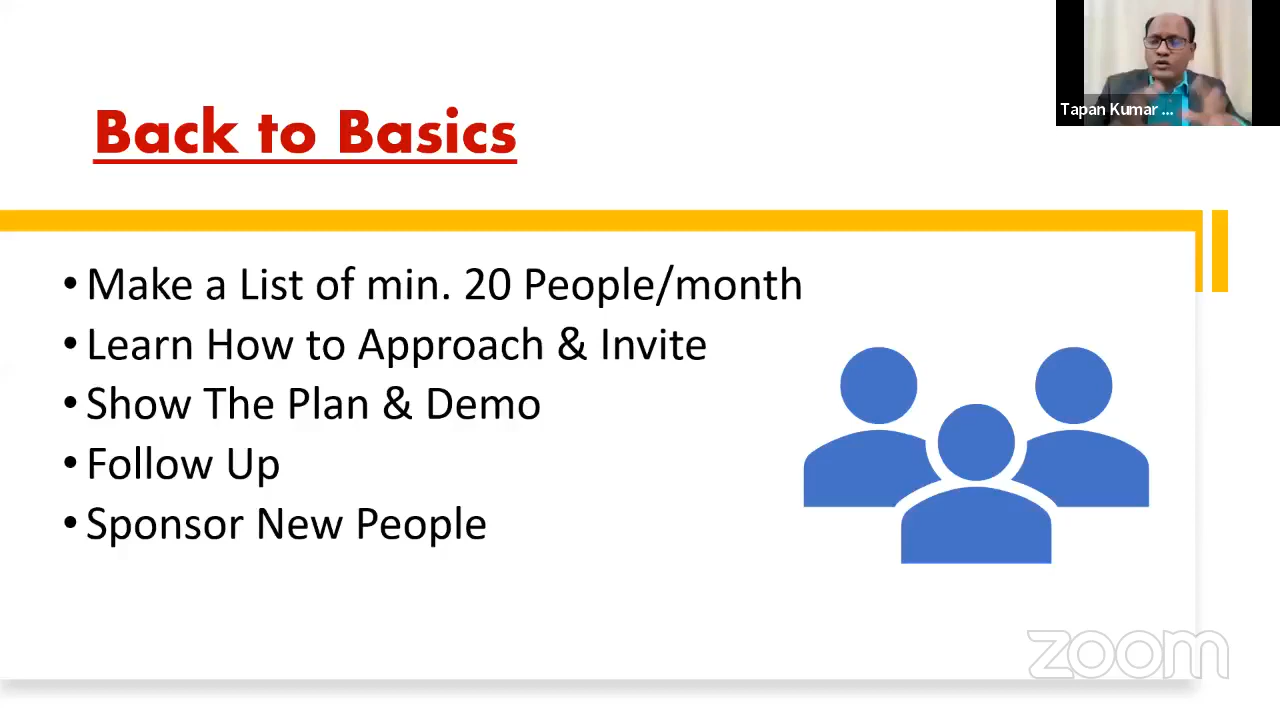 Tapan Kumar ...
Back to Basics
• Make a List of min. 20 People/month
• Learn How to Approach & Invite
• Show The Plan & Demo
• Follow Up
• Sponsor New People
zoom